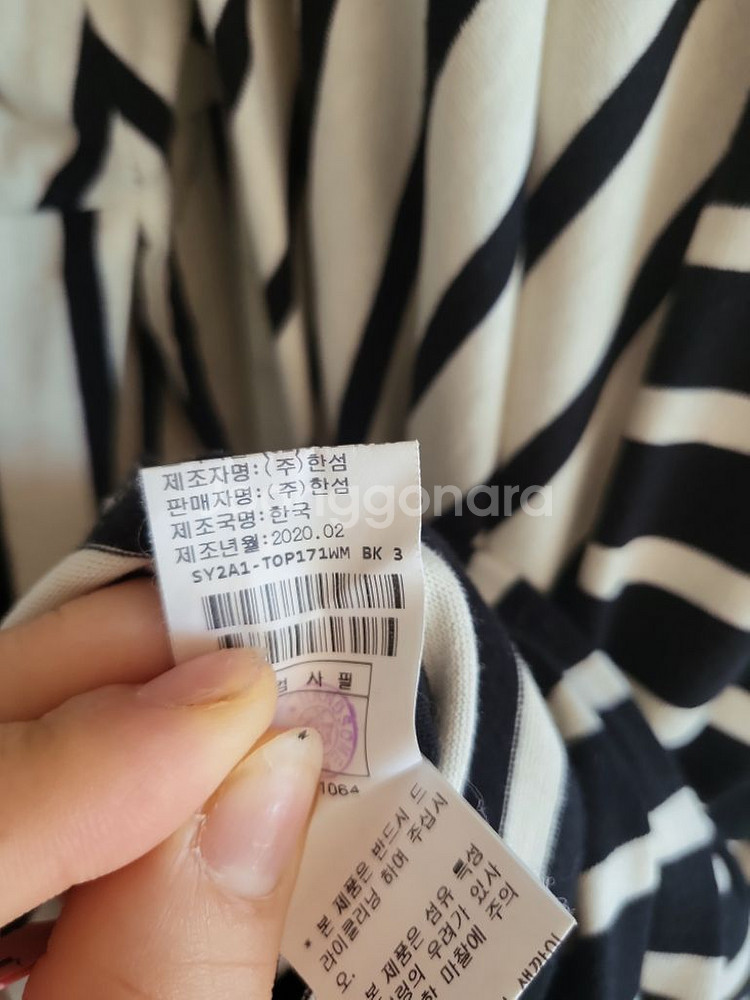 제조자명:(주)한섬
판매자명:(주)한섬
제조국명:한국
제조년월:2020.02
SY2A1-TOP171WM BK 3
사 필
1064
* 본 제품은 반드시 드
라이클리닝 하여 주십시
오.
본 제품은 섬유 특성
의 우려가 있사
마찰에 주의
ggonara